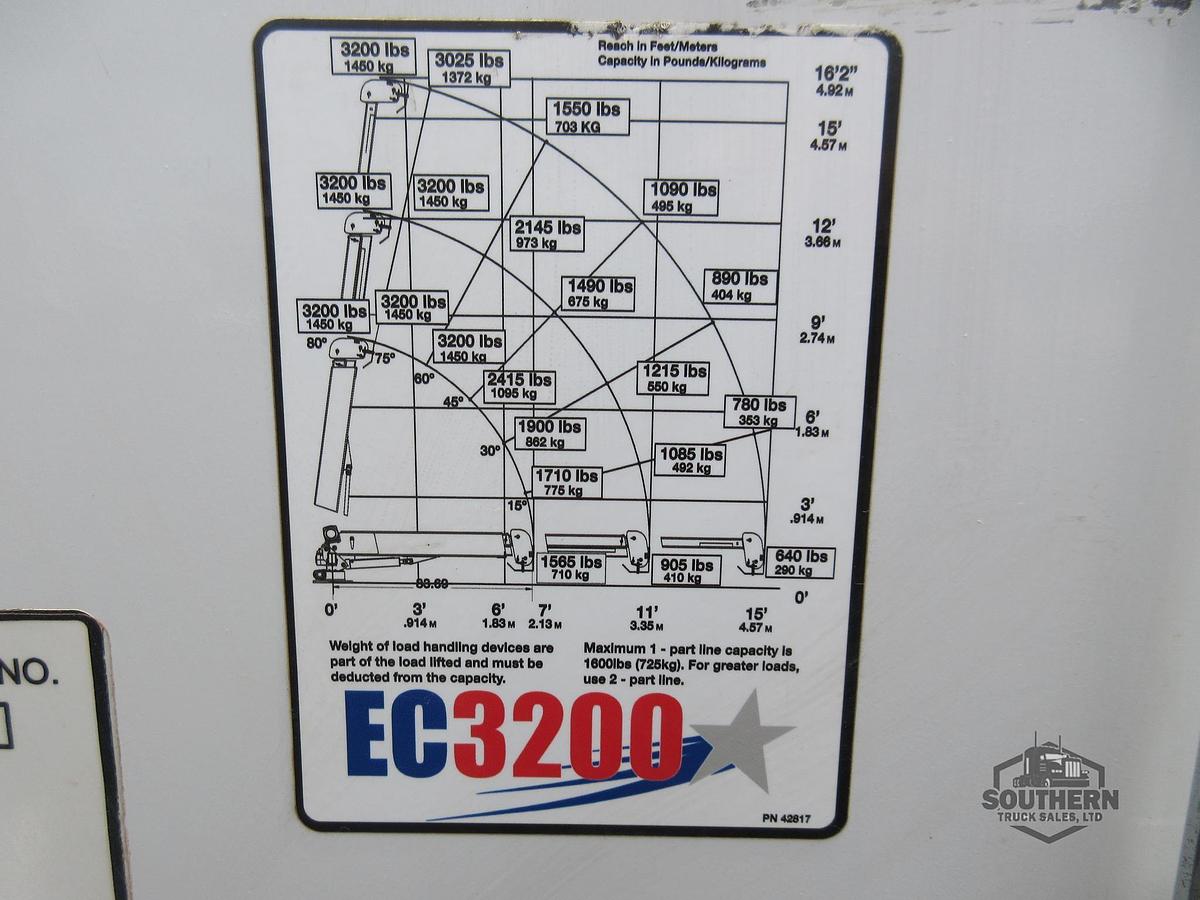 Reach in Feet/Meters
Capacity in Pounds/Kilograms
3200 lbs
1450 kg
3025 lbs
1372 kg
16'2"
4.92 M
1550 lbs
703 KG
15'
4.57 M
3200 lbs
1450 kg
3200 lbs
1450 kg
1090 lbs
495 kg
2145 lbs
973 kg
12'
3.66 M
890 lbs
404 kg
1490 lbs
675 kg
3200 lbs
1450 kg
3200 lbs
1450 kg
9'
2.74 M
80°
75°
3200 lbs
1450 kg
60°
2415 lbs
1095 kg
45°
1215 lbs
550 kg
780 lbs
353 kg
6'
1.83 M
1900 lbs
862 kg
30°
1085 lbs
492 kg
1710 lbs
775 kg
15°
3'
.914 M
1565 lbs
710 kg
905 lbs
410 kg
640 lbs
290 kg
88.69
0'
0'
3'
.914 M
6'
1.83 M
7'
2.13 M
11'
3.35 M
15'
4.57 M
Weight of load handling devices are
part of the load lifted and must be
deducted from the capacity.
Maximum 1 - part line capacity is
1600lbs (725kg). For greater loads,
use 2 - part line.
EC3200
PN 42817
NO.
SOUTHERN
TRUCK SALES, LTD